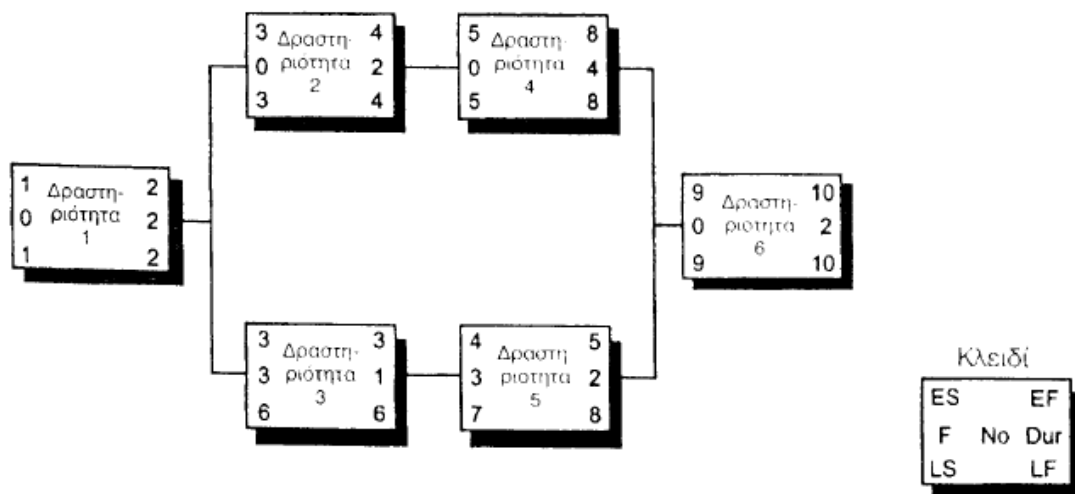 3 Δραστη- 4
0 ριότητα 2
3 2 4
5 Δραστη- 8
0 ριότητα 4
5 4 8
1 Δραστη- 2
0 ριότητα 2
1 1 2
9 Δραστη- 10
0 ριότητα 2
9 6 10
3 Δραστη- 3
3 ριότητα 1
6 3 6
4 Δραστη 5
3 ριοτητα 2
7 5 8
Κλειδί
ES EF
F No Dur
LS LF